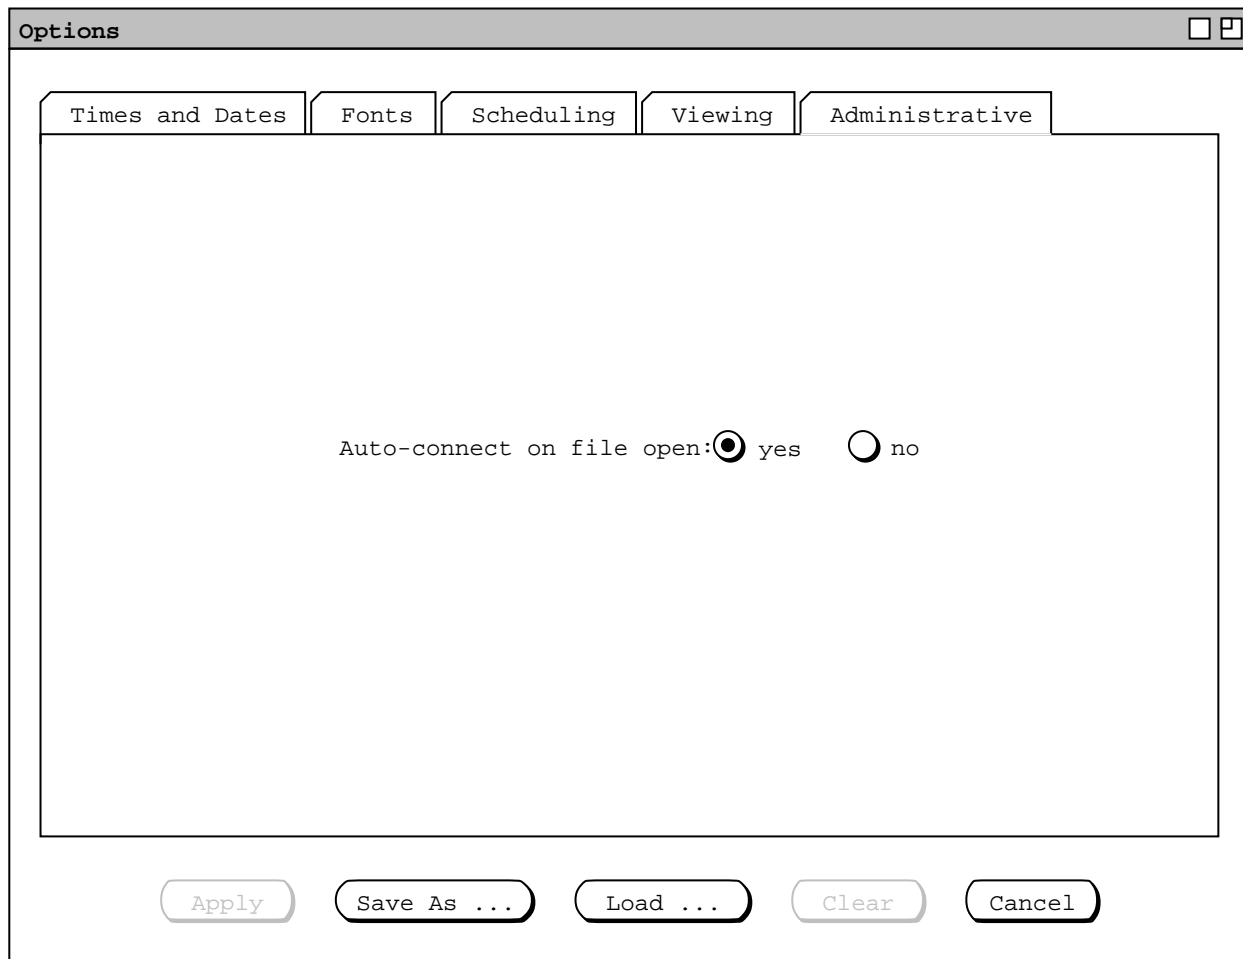 Options
Times and Dates Fonts Scheduling Viewing Administrative
Auto-connect on file open: yes no
Apply Save As ... Load ... Clear Cancel